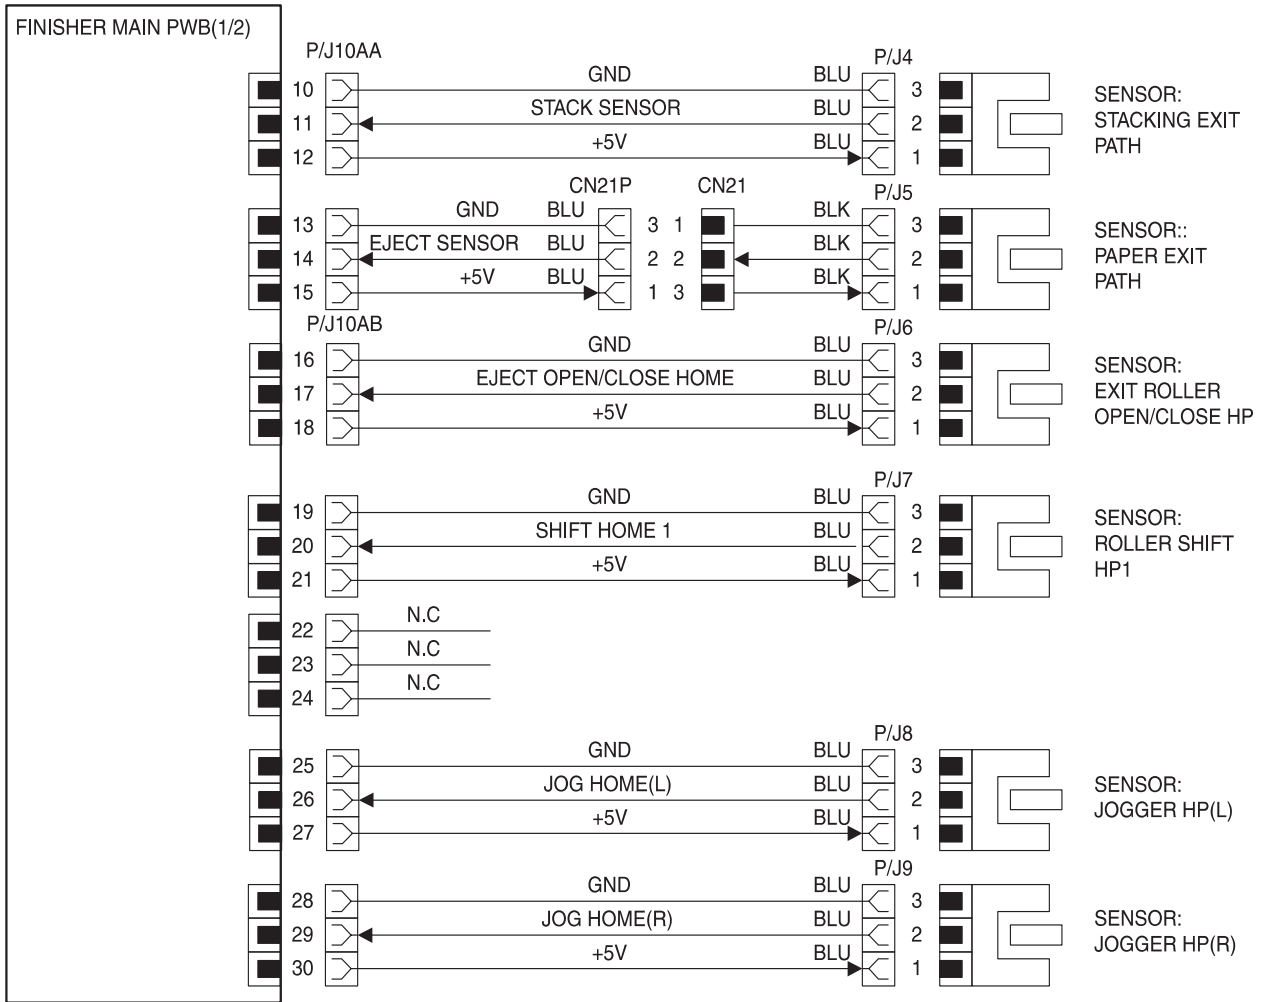 FINISHER MAIN PWB(1/2)
P/J10AA
P/J4
10 GND BLU 3
11 STACK SENSOR BLU 2
12 +5V BLU 1
SENSOR:
STACKING EXIT
PATH
CN21P CN21 P/J5
13 GND BLU 3 1 BLK 3
14 EJECT SENSOR BLU 2 2 BLK 2
15 +5V BLU 1 3 BLK 1
SENSOR::
PAPER EXIT
PATH
P/J10AB
P/J6
16 GND BLU 3
17 EJECT OPEN/CLOSE HOME BLU 2
18 +5V BLU 1
SENSOR:
EXIT ROLLER
OPEN/CLOSE HP
P/J7
19 GND BLU 3
20 SHIFT HOME 1 BLU 2
21 +5V BLU 1
SENSOR:
ROLLER SHIFT
HP1
22 N.C
23 N.C
24 N.C
P/J8
25 GND BLU 3
26 JOG HOME(L) BLU 2
27 +5V BLU 1
SENSOR:
JOGGER HP(L)
P/J9
28 GND BLU 3
29 JOG HOME(R) BLU 2
30 +5V BLU 1
SENSOR:
JOGGER HP(R)